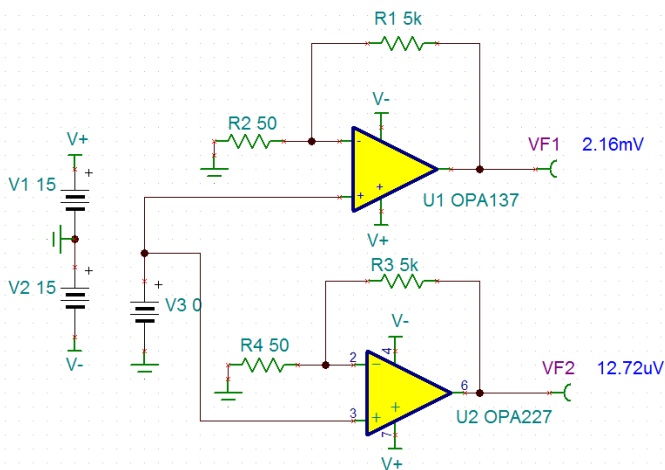 R1 5k
V-
R2 50
VF1 2.16mV
V+
V1 15
U1 OPA137
V+
R3 5k
V2 15
V3 0
V-
R4 50
V-
2
4
6
3
7
VF2 12.72uV
U2 OPA227
V+